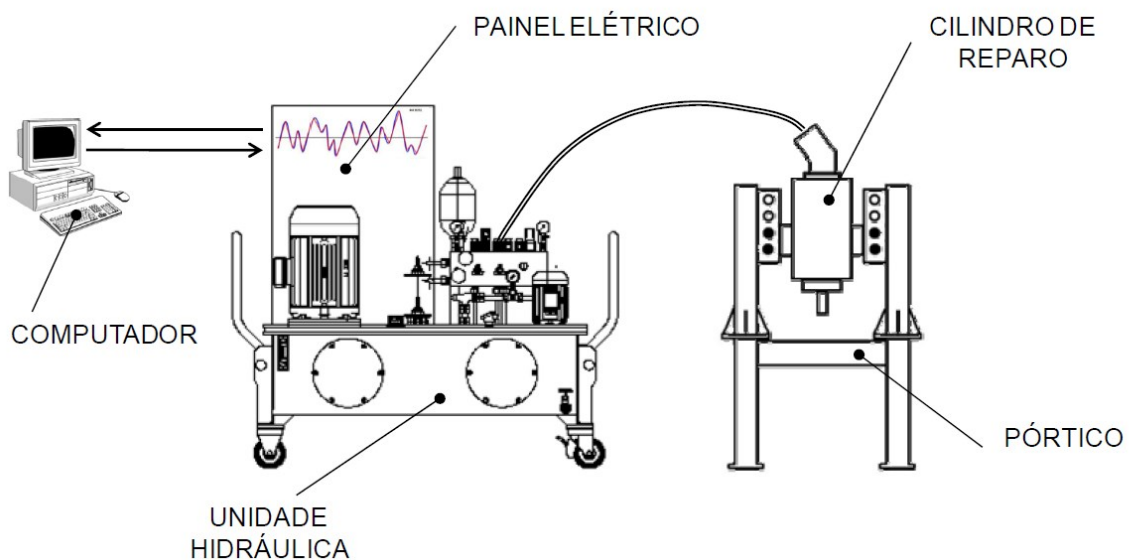 PAINEL ELÉTRICO
CILINDRO DE
REPARO
COMPUTADOR
PÓRTICO
UNIDADE
HIDRÁULICA